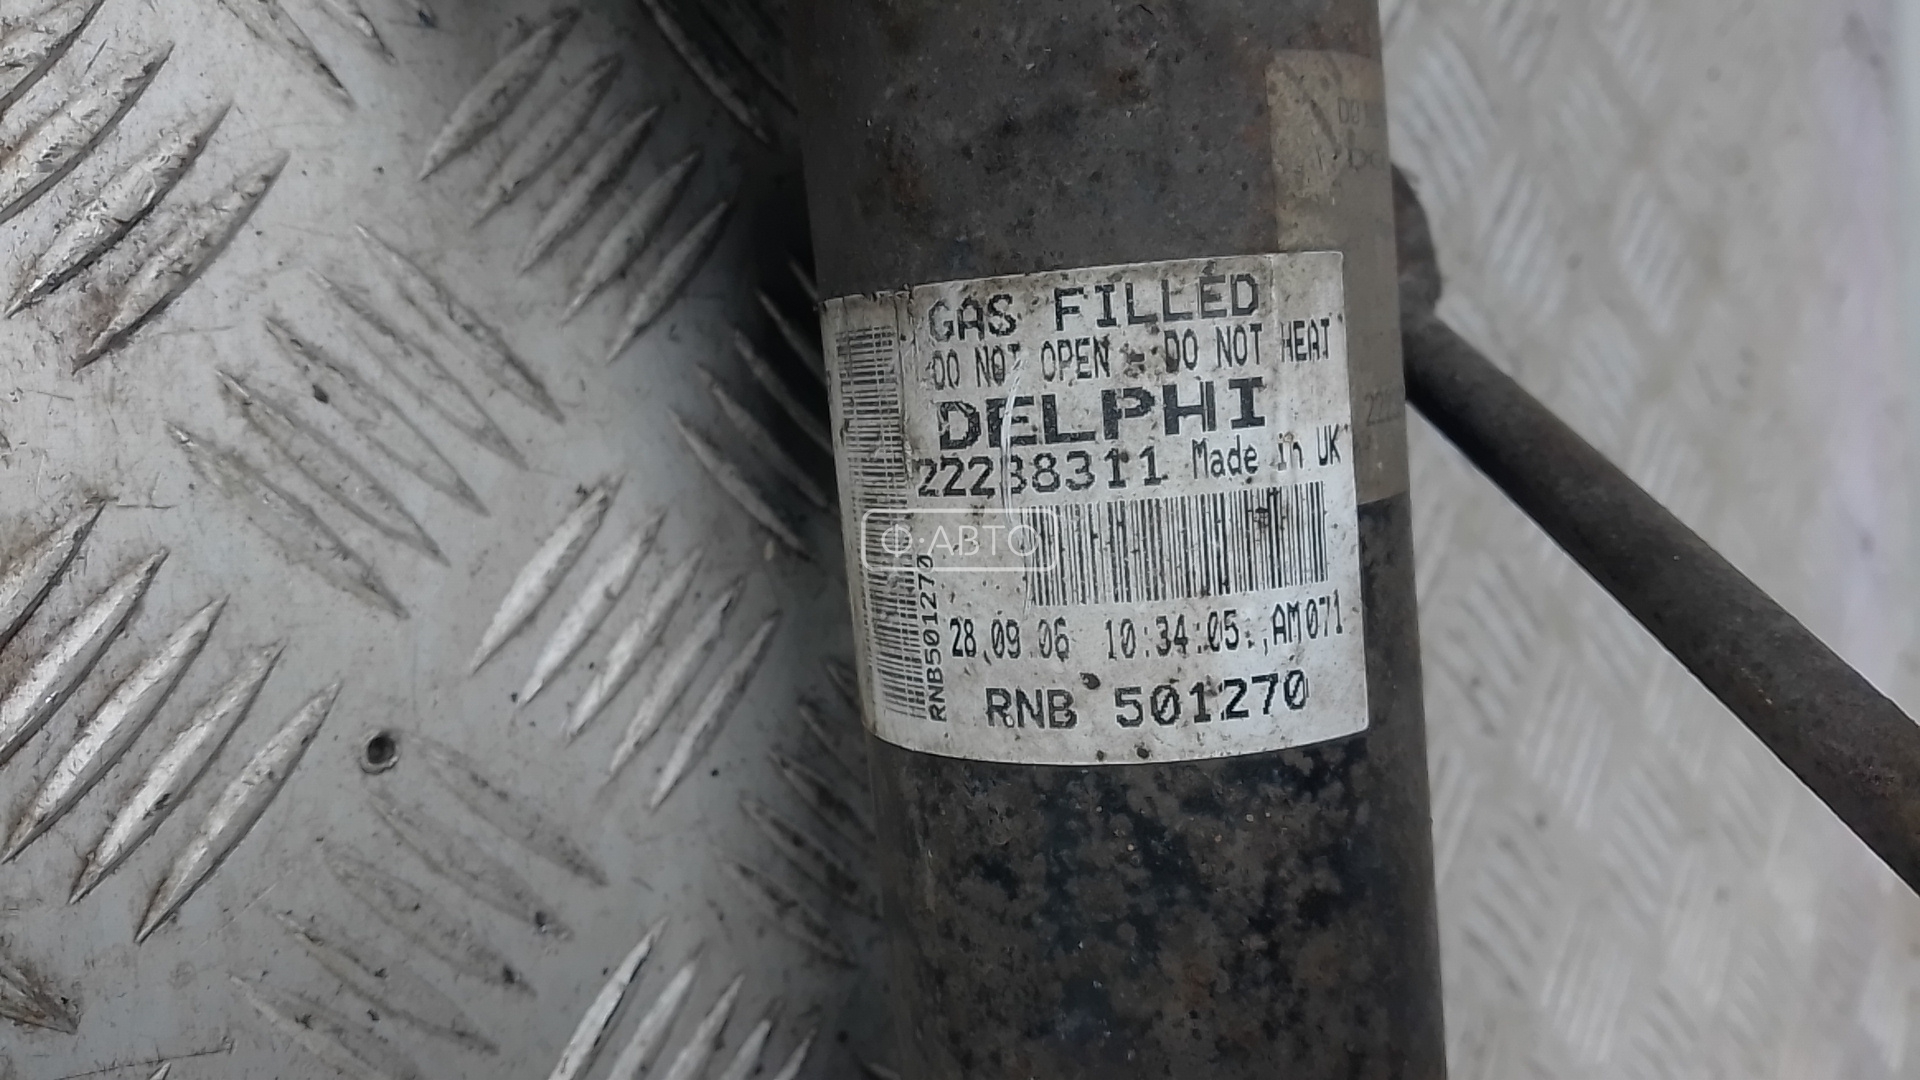 GAS FILLED
DO NOT OPEN - DO NOT HEAT
DELPHI
22238311 Made in UK
Ф·АВТО
28.09.06 10:34:05 AM071
RNB 501270
RNB501270